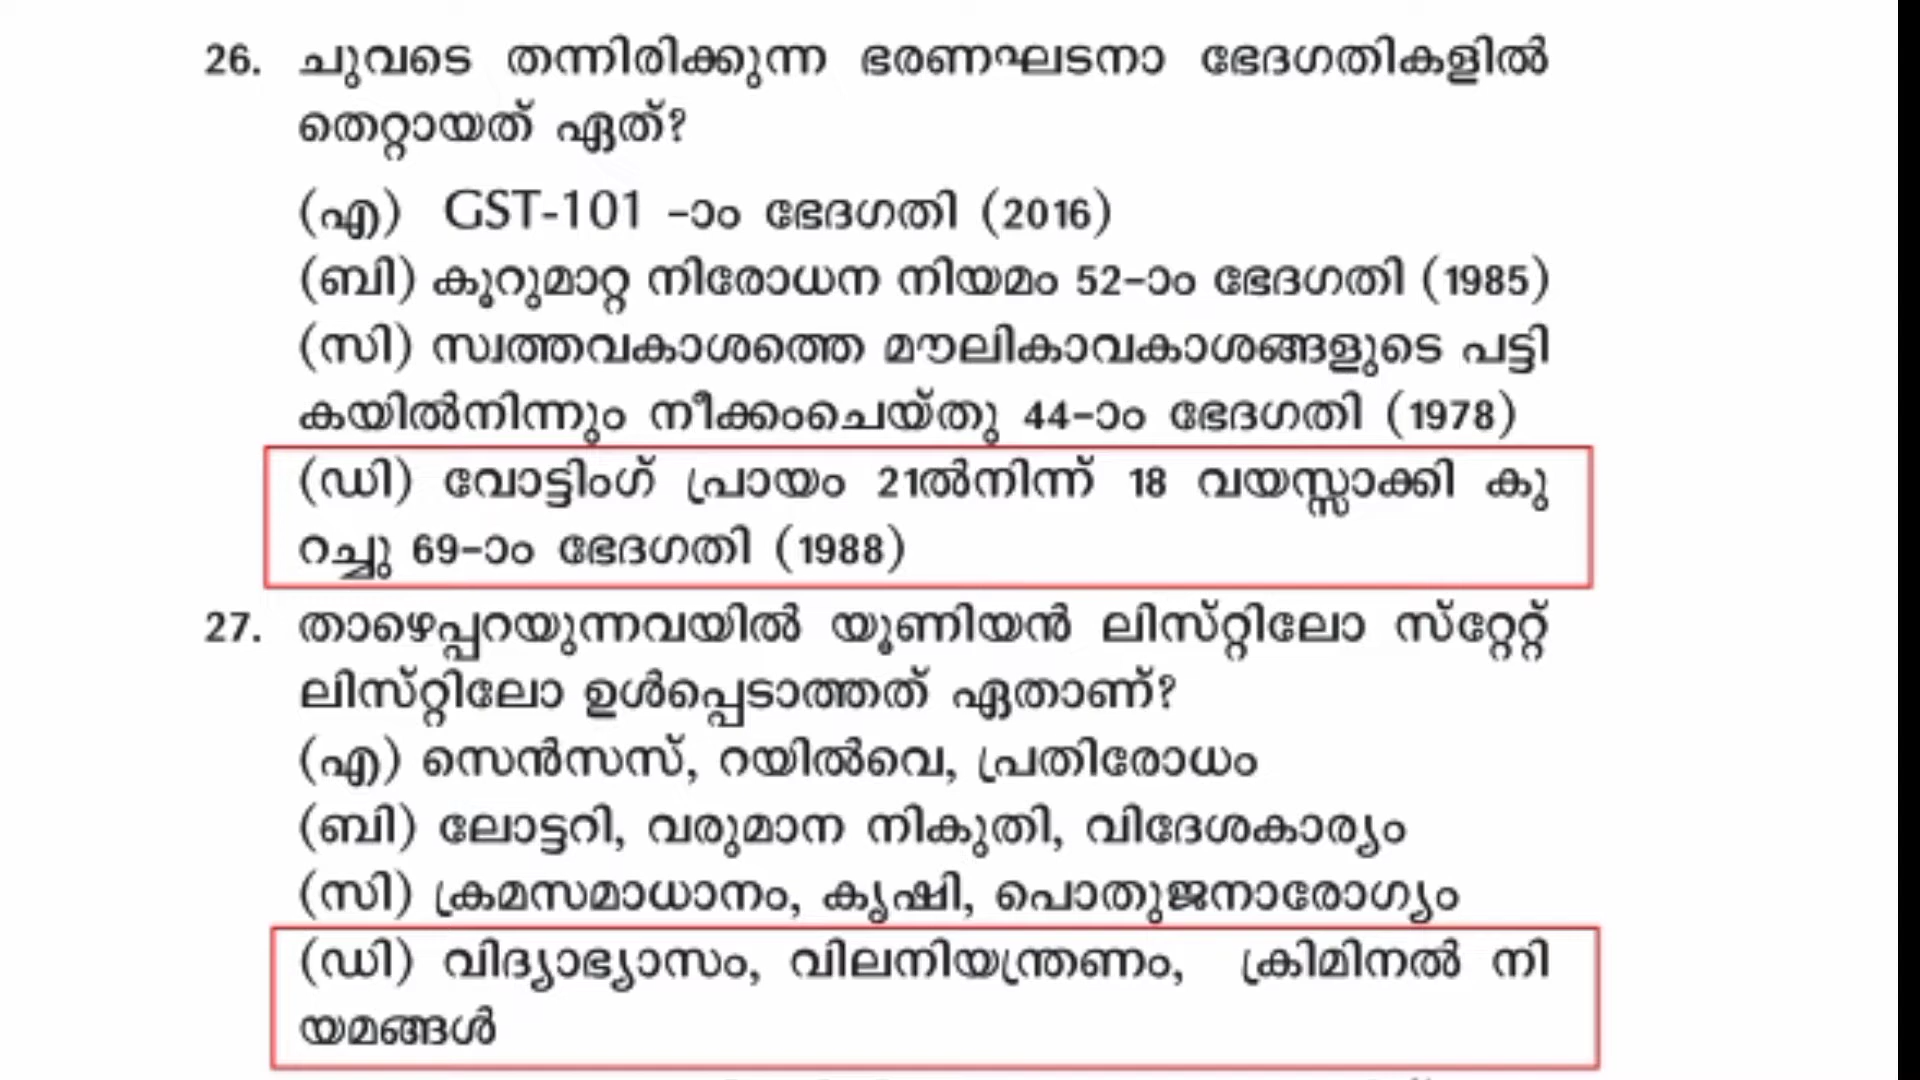 26. ചുവടെ തന്നിരിക്കുന്ന ഭരണഘടനാ ഭേദഗതികളിൽ
തെറ്റായത് ഏത്?
(എ) GST-101 -ാം ഭേദഗതി (2016)
(ബി) കൂറുമാറ്റ നിരോധന നിയമം 52-ാം ഭേദഗതി (1985)
(സി) സ്വത്തവകാശത്തെ മൗലികാവകാശങ്ങളുടെ പട്ടി
കയിൽനിന്നും നീക്കംചെയ്തു 44-ാം ഭേദഗതി (1978)
(ഡി) വോട്ടിംഗ് പ്രായം 21ൽനിന്ന് 18 വയസ്സാക്കി കു
റച്ചു 69-ാം ഭേദഗതി (1988)
27. താഴെപ്പറയുന്നവയിൽ യൂണിയൻ ലിസ്റ്റിലോ സ്റ്റേറ്റ്
ലിസ്റ്റിലോ ഉൾപ്പെടാത്തത് ഏതാണ്?
(എ) സെൻസസ്, റയിൽവെ, പ്രതിരോധം
(ബി) ലോട്ടറി, വരുമാന നികുതി, വിദേശകാര്യം
(സി) ക്രമസമാധാനം, കൃഷി, പൊതുജനാരോഗ്യം
(ഡി) വിദ്യാഭ്യാസം, വിലനിയന്ത്രണം, ക്രിമിനൽ നി
യമങ്ങൾ